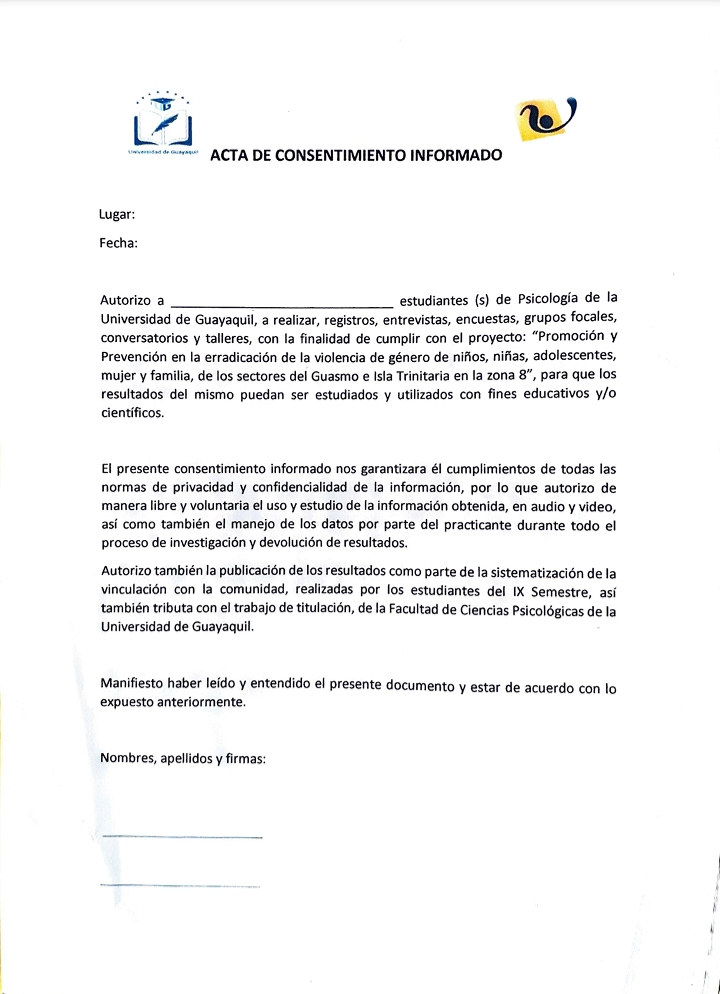 Universidad de Guayaquil
ACTA DE CONSENTIMIENTO INFORMADO
Lugar:
Fecha:
Autorizo a ______________________________ estudiantes (s) de Psicología de la
Universidad de Guayaquil, a realizar, registros, entrevistas, encuestas, grupos focales,
conversatorios y talleres, con la finalidad de cumplir con el proyecto: “Promoción y
Prevención en la erradicación de la violencia de género de niños, niñas, adolescentes,
mujer y familia, de los sectores del Guasmo e Isla Trinitaria en la zona 8”, para que los
resultados del mismo puedan ser estudiados y utilizados con fines educativos y/o
científicos.
El presente consentimiento informado nos garantizara él cumplimientos de todas las
normas de privacidad y confidencialidad de la información, por lo que autorizo de
manera libre y voluntaria el uso y estudio de la información obtenida, en audio y video,
así como también el manejo de los datos por parte del practicante durante todo el
proceso de investigación y devolución de resultados.
Autorizo también la publicación de los resultados como parte de la sistematización de la
vinculación con la comunidad, realizadas por los estudiantes del IX Semestre, así
también tributa con el trabajo de titulación, de la Facultad de Ciencias Psicológicas de la
Universidad de Guayaquil.
Manifiesto haber leído y entendido el presente documento y estar de acuerdo con lo
expuesto anteriormente.
Nombres, apellidos y firmas: